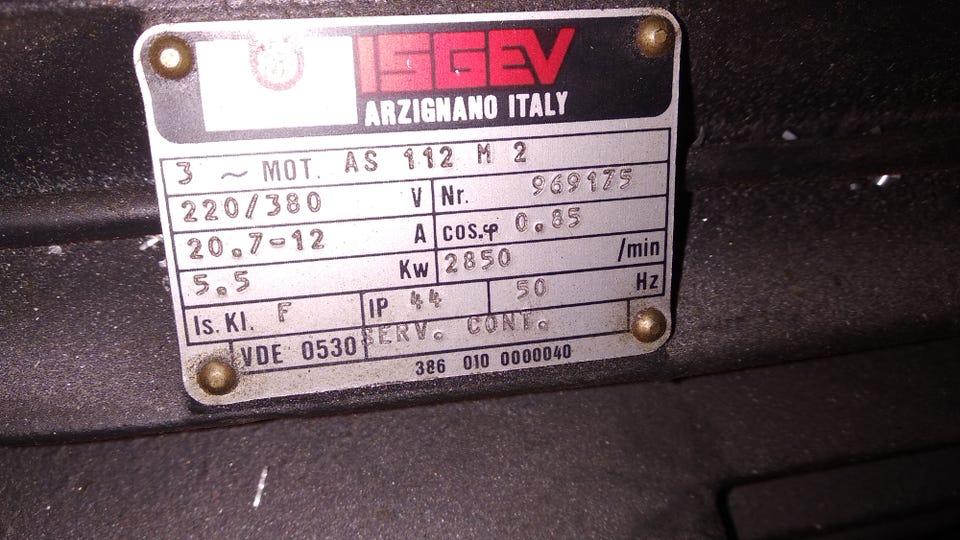 ISGEV
ARZIGNANO ITALY
3 ~ MOT. AS 112 M 2
220/380 V Nr. 969175
20.7-12 A cos.φ 0.85
5.5 Kw 2850 /min
Is. Kl. F IP 44 50 Hz
VDE 0530 SERV. CONT.
386 010 0000040